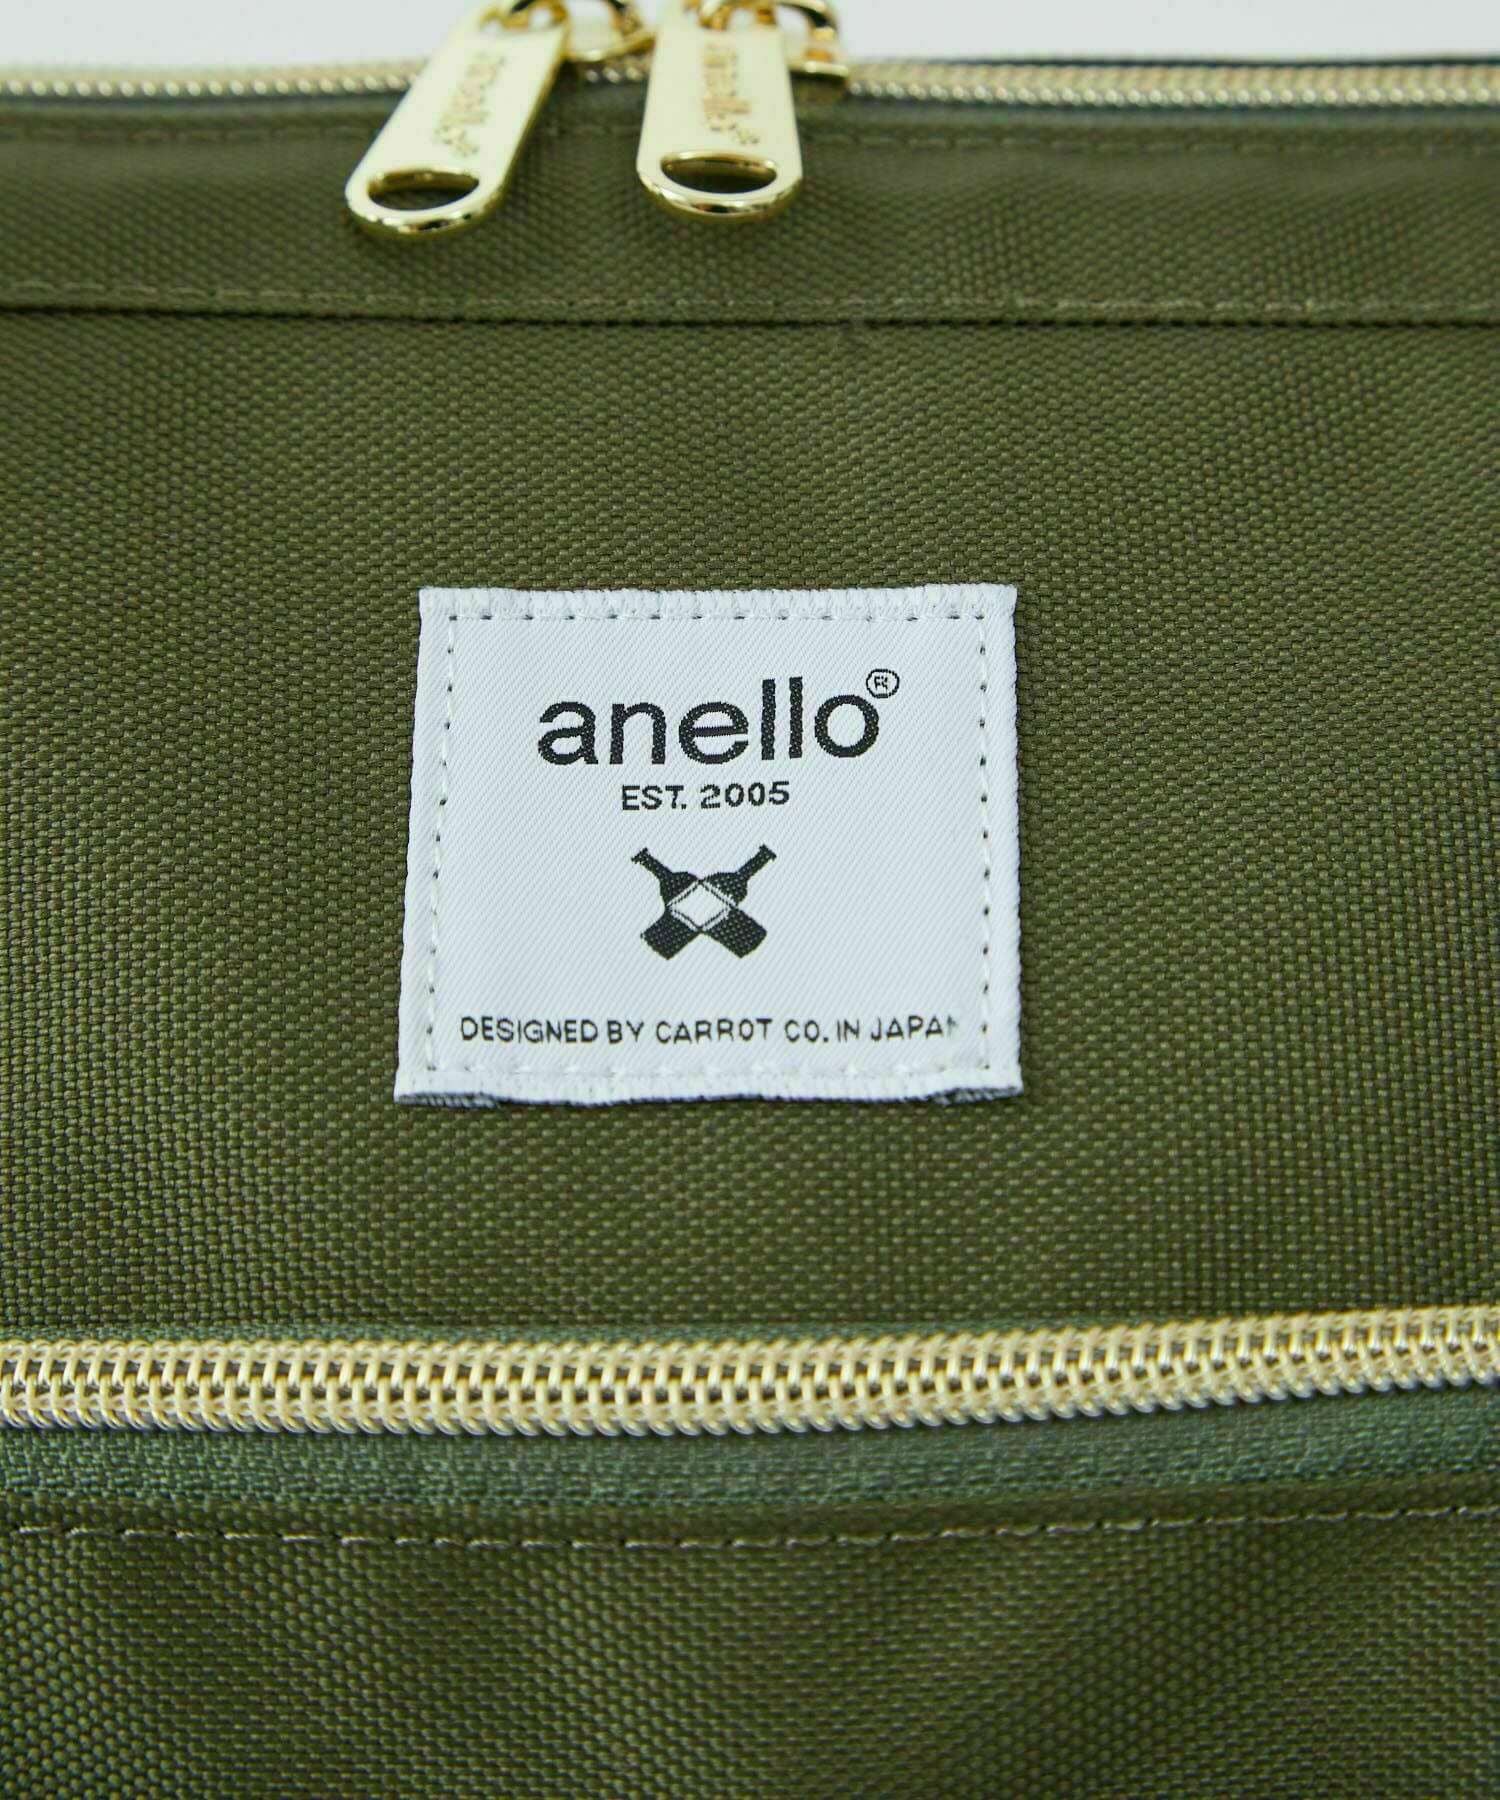 anello®
EST. 2005
DESIGNED BY CARROT CO. IN JAPAN